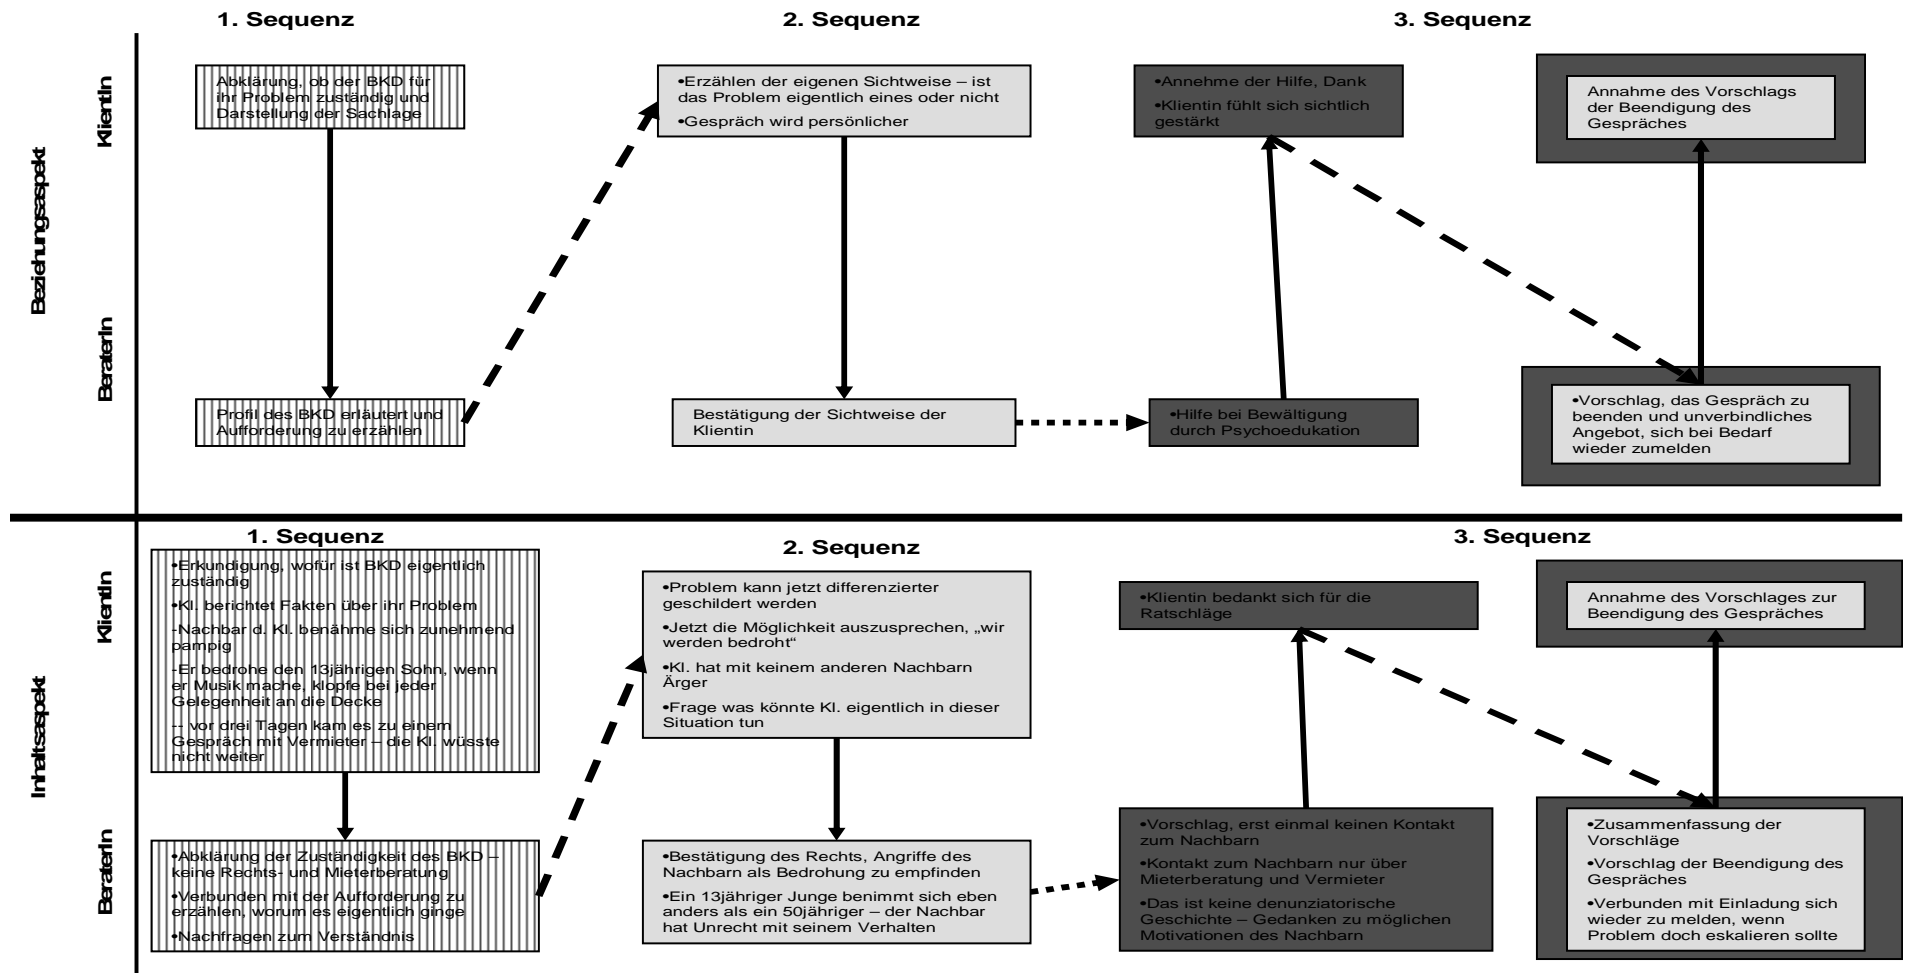 1. Sequenz
2. Sequenz
3. Sequenz
Beziehungsaspekt
KlientIn
Abklärung, ob der BKD für
ihr Problem zuständig und
Darstellung der Sachlage
•Erzählen der eigenen Sichtweise – ist
das Problem eigentlich eines oder nicht
•Gespräch wird persönlicher
•Annehme der Hilfe, Dank
•Klientin fühlt sich sichtlich
gestärkt
Annahme des Vorschlags
der Beendigung des
Gespräches
BeraterIn
Profil des BKD erläutert und
Aufforderung zu erzählen
Bestätigung der Sichtweise der
Klientin
•Hilfe bei Bewältigung
durch Psychoedukation
•Vorschlag, das Gespräch zu
beenden und unverbindliches
Angebot, sich bei Bedarf
wieder zumelden
1. Sequenz
2. Sequenz
3. Sequenz
Inhaltsaspekt
KlientIn
•Erkundigung, wofür ist BKD eigentlich
zuständig
•Kl. berichtet Fakten über ihr Problem
-Nachbar d. Kl. benähme sich zunehmend
pampig
-Er bedrohe den 13jährigen Sohn, wenn
er Musik mache, klopfe bei jeder
Gelegenheit an die Decke
-- vor drei Tagen kam es zu einem
Gespräch mit Vermieter – die Kl. wüsste
nicht weiter
•Problem kann jetzt differenzierter
geschildert werden
•Jetzt die Möglichkeit auszusprechen, „wir
werden bedroht“
•Kl. hat mit keinem anderen Nachbarn
Ärger
•Frage was könnte Kl. eigentlich in dieser
Situation tun
•Klientin bedankt sich für die
Ratschläge
Annahme des Vorschlages zur
Beendigung des Gespräches
BeraterIn
•Abklärung der Zuständigkeit des BKD –
keine Rechts- und Mieterberatung
•Verbunden mit der Aufforderung zu
erzählen, worum es eigentlich ginge
•Nachfragen zum Verständnis
•Bestätigung des Rechts, Angriffe des
Nachbarn als Bedrohung zu empfinden
•Ein 13jähriger Junge benimmt sich eben
anders als ein 50jähriger – der Nachbar
hat Unrecht mit seinem Verhalten
•Vorschlag, erst einmal keinen Kontakt
zum Nachbarn
•Kontakt zum Nachbarn nur über
Mieterberatung und Vermieter
•Das ist keine denunziatorische
Geschichte – Gedanken zu möglichen
Motivationen des Nachbarn
•Zusammenfassung der
Vorschläge
•Vorschlag der Beendigung des
Gespräches
•Verbunden mit Einladung sich
wieder zu melden, wenn
Problem doch eskalieren sollte